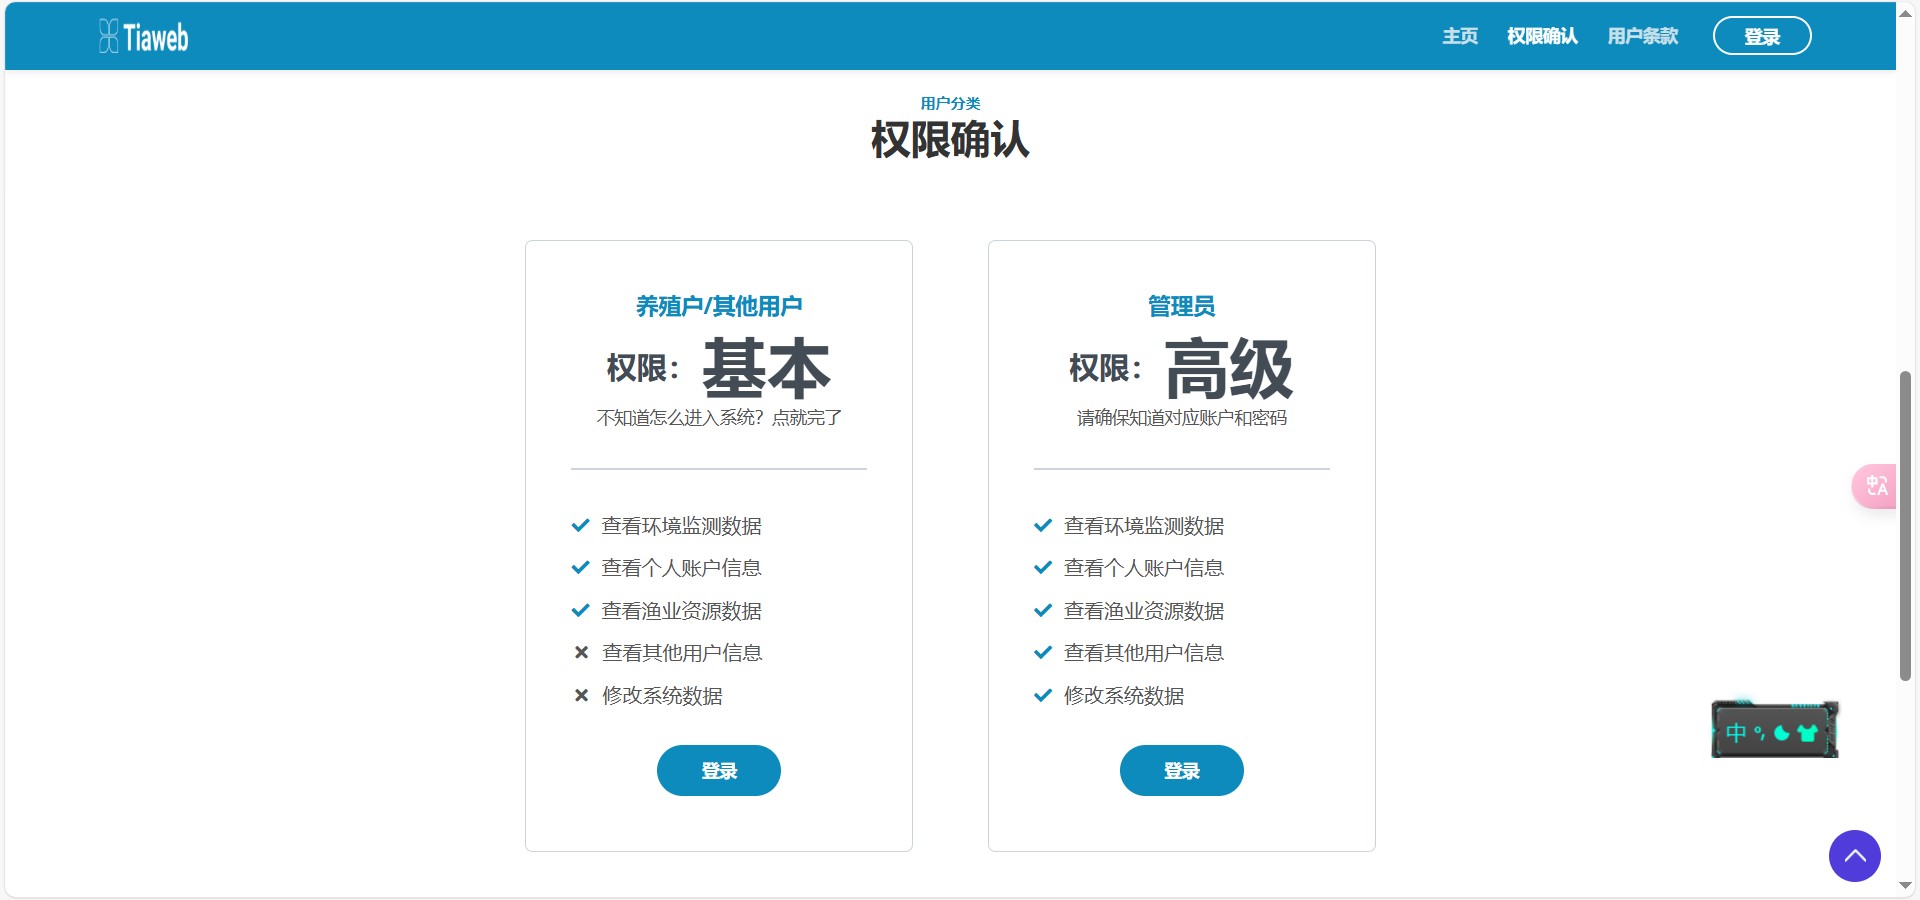 Tiaweb
主页
权限确认
用户条款
登录
用户分类
权限确认
养殖户/其他用户
权限：基本
不知道怎么进入系统？点就完了
查看环境监测数据
查看个人账户信息
查看渔业资源数据
查看其他用户信息
修改系统数据
登录
管理员
权限：高级
请确保知道对应账户和密码
查看环境监测数据
查看个人账户信息
查看渔业资源数据
查看其他用户信息
修改系统数据
登录
中A
中 °,